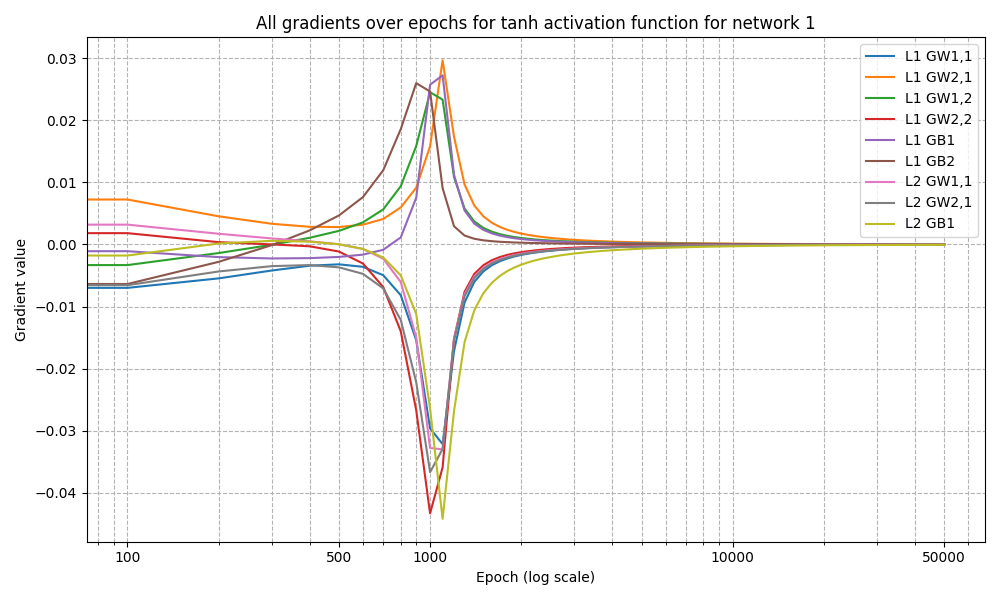 All gradients over epochs for tanh activation function for network 1
Gradient value
0.03
0.02
0.01
0.00
−0.01
−0.02
−0.03
−0.04
L1 GW1,1
L1 GW2,1
L1 GW1,2
L1 GW2,2
L1 GB1
L1 GB2
L2 GW1,1
L2 GW2,1
L2 GB1
100
500
1000
10000
50000
Epoch (log scale)